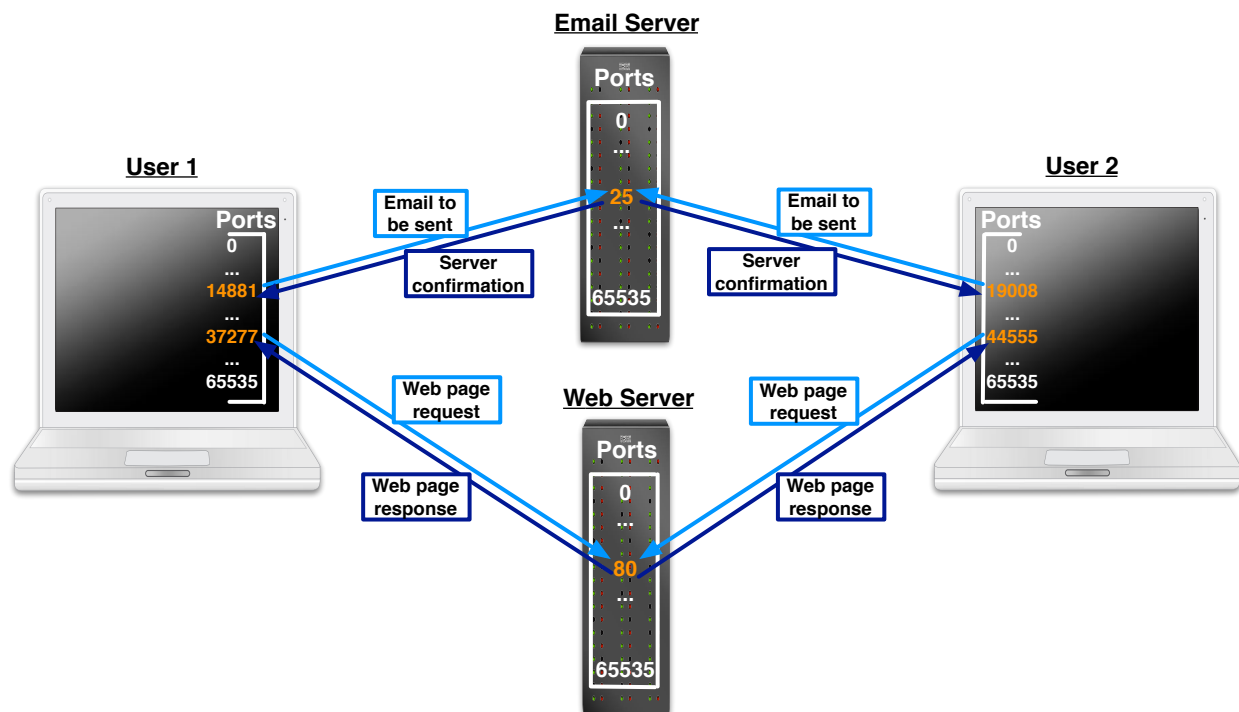 Email Server
Ports
0
...
25
...
65535
User 1
Ports
0
...
14881
...
37277
...
65535
User 2
Ports
0
...
19008
...
44555
...
65535
Email to
be sent
Server
confirmation
Email to
be sent
Server
confirmation
Web page
request
Web page
response
Web page
request
Web page
response
Web Server
Ports
0
...
80
...
65535